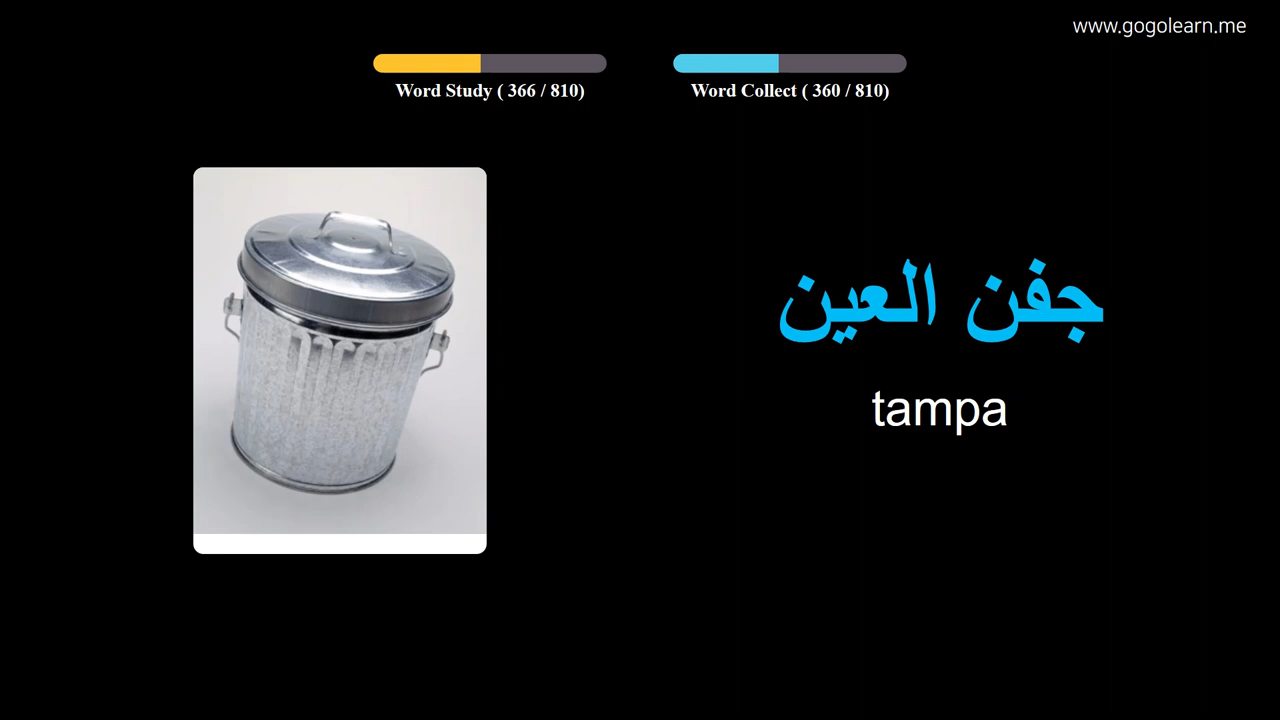 www.gogolearn.me
Word Study ( 366 / 810)
Word Collect ( 360 / 810)
جفن العين
tampa